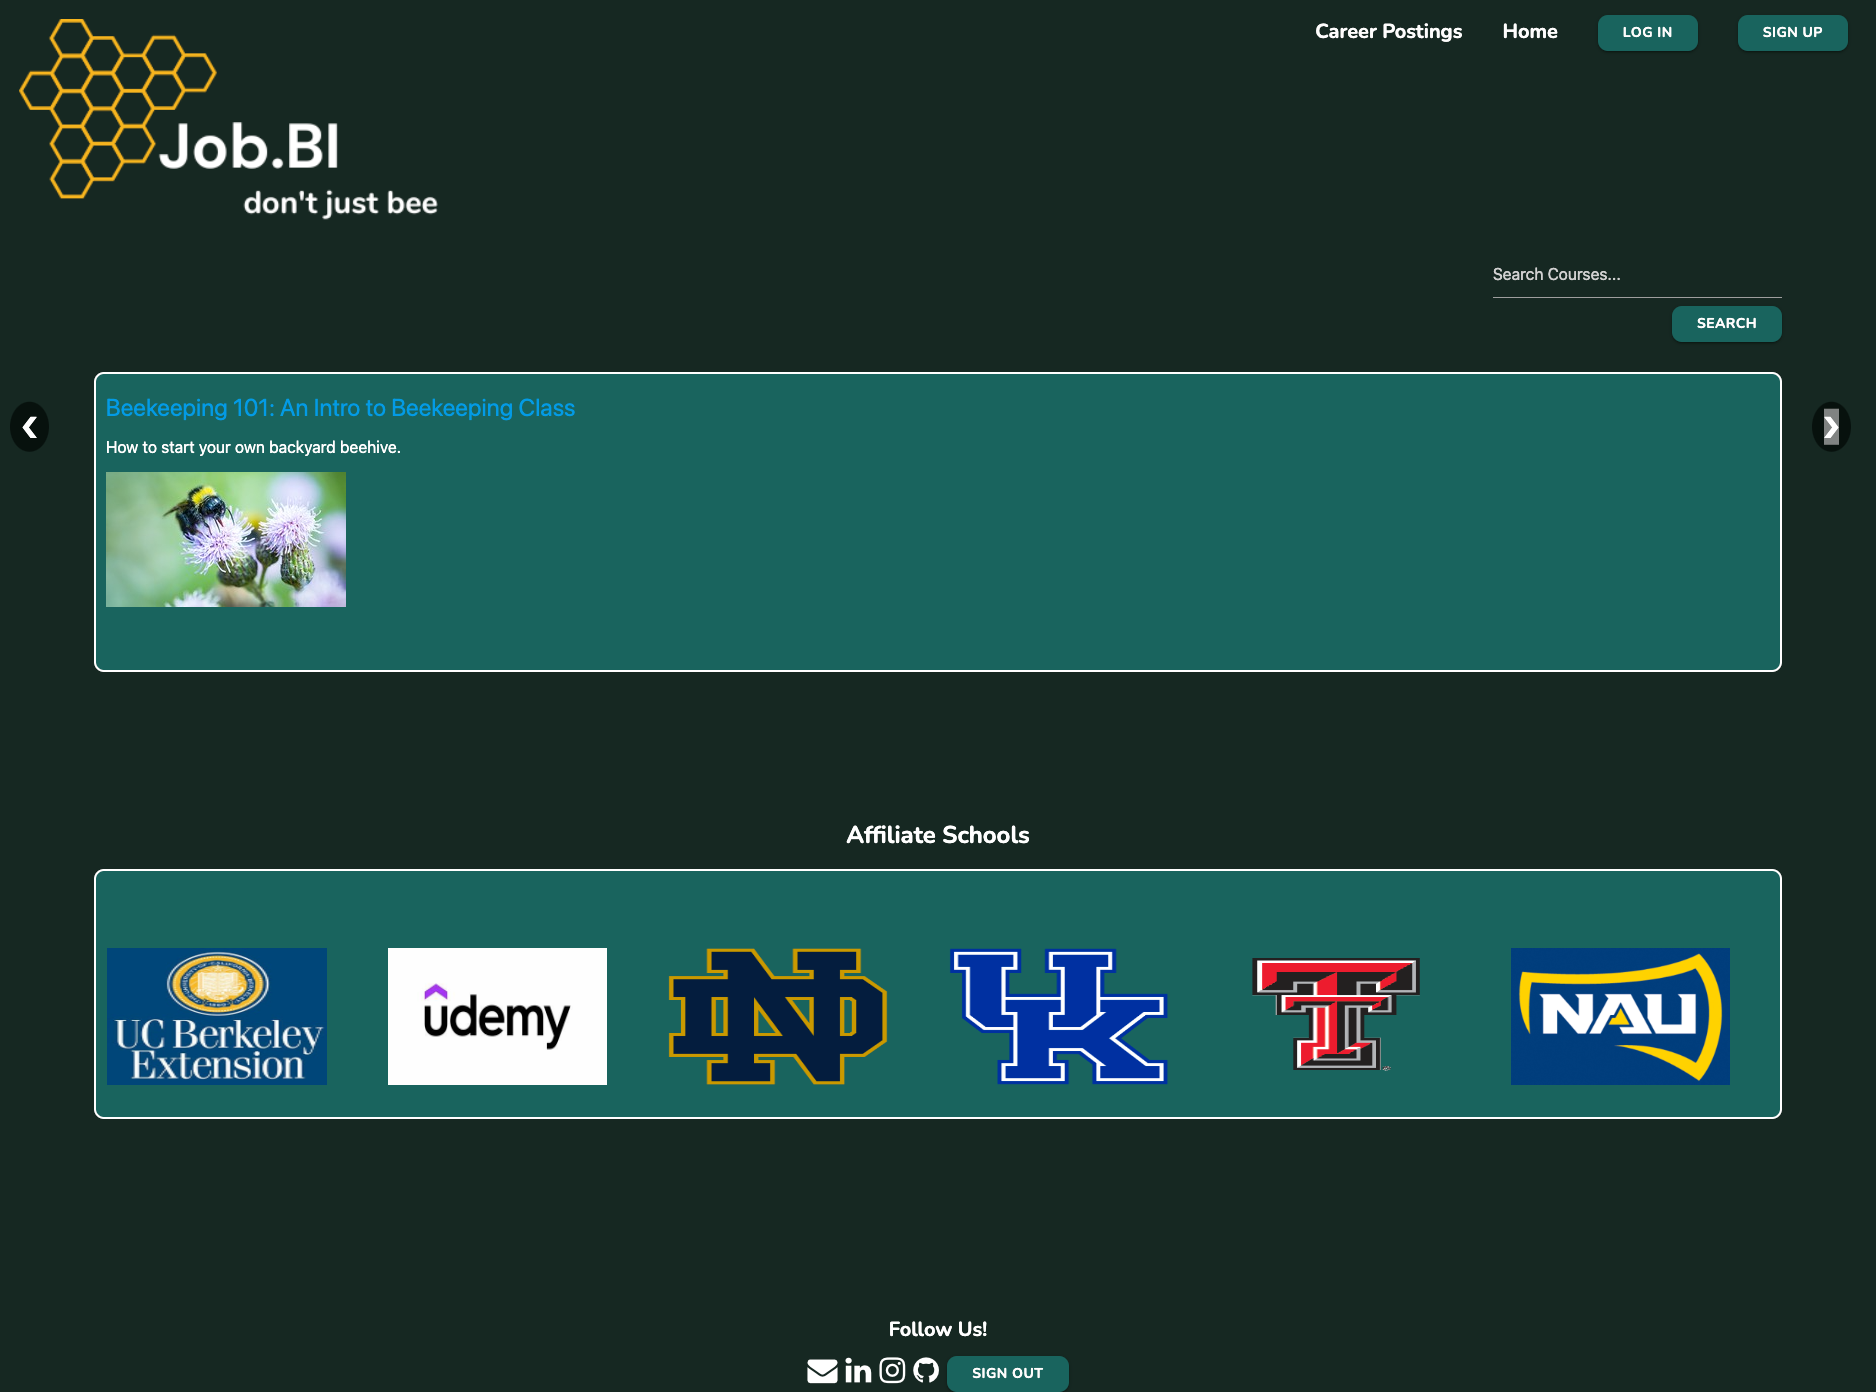 Career Postings
Home
LOG IN
SIGN UP
Job.BI
don't just bee
Search Courses...
SEARCH
Beekeeping 101: An Intro to Beekeeping Class
How to start your own backyard beehive.
❮
❯
Affiliate Schools
UC Berkeley
Extension
ûdemy
ND
UK
TT
NAU
Follow Us!
in
SIGN OUT